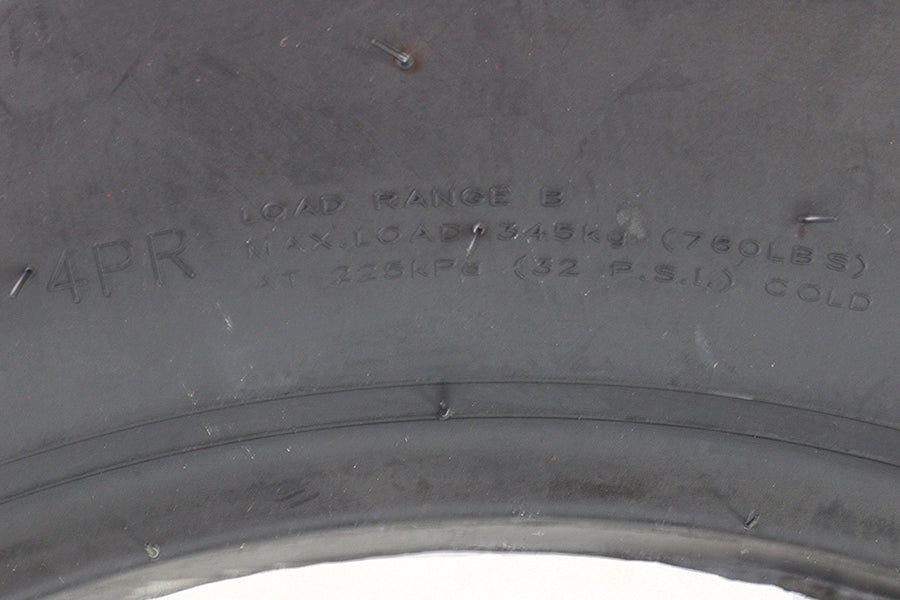 4PR
LOAD RANGE B
MAX.LOAD 345kg (760LBS)
AT 225kPa (32 P.S.I.) COLD